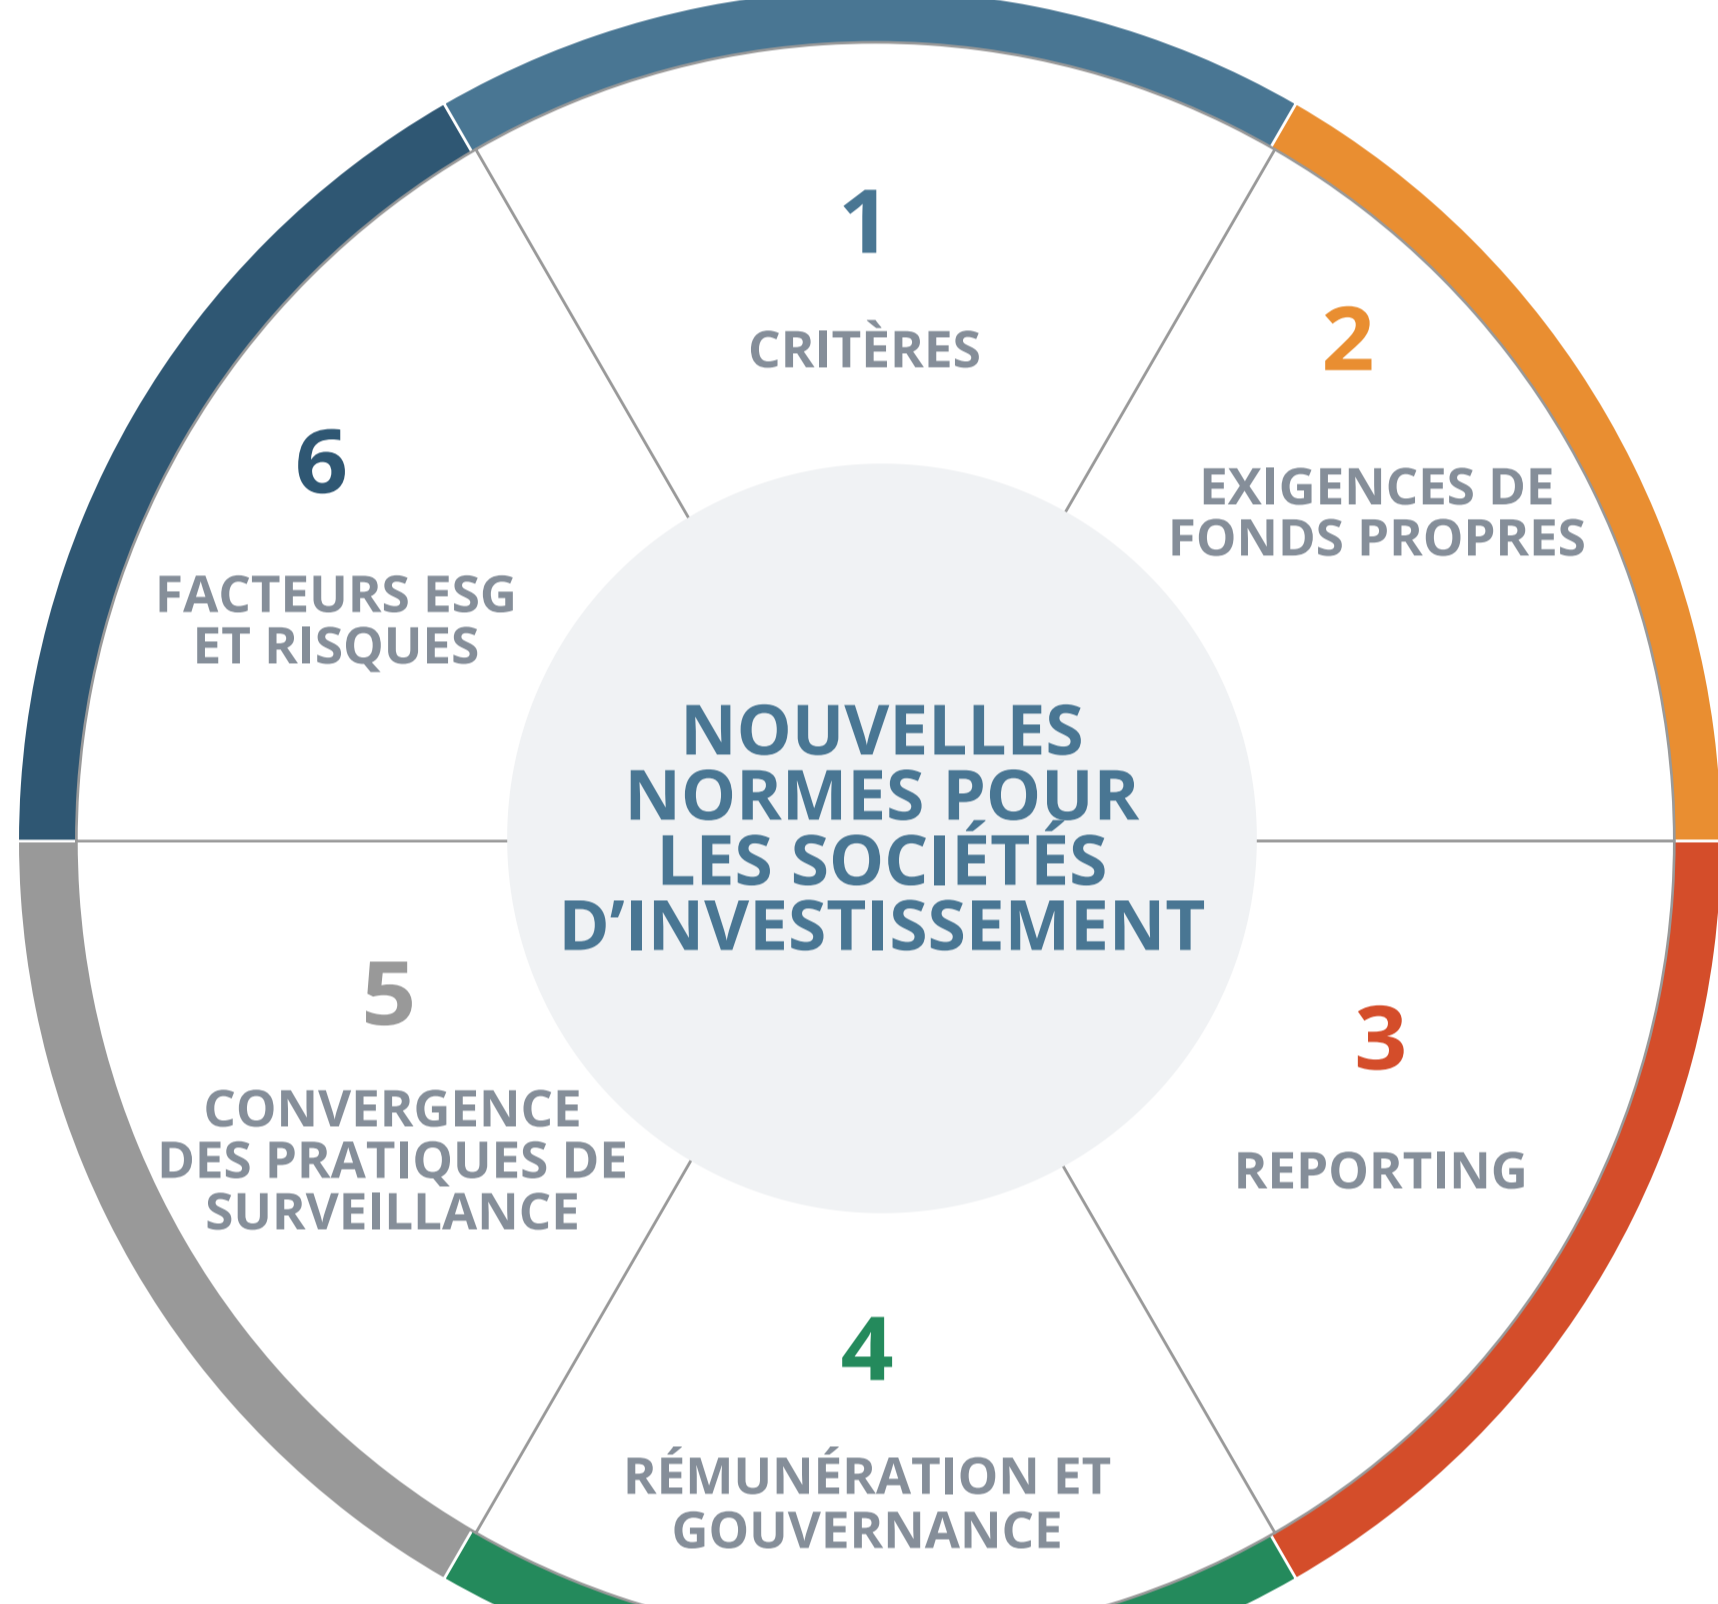 1
CRITÈRES
2
EXIGENCES DE
FONDS PROPRES
3
REPORTING
4
RÉMUNÉRATION ET
GOUVERNANCE
5
CONVERGENCE
DES PRATIQUES DE
SURVEILLANCE
6
FACTEURS ESG
ET RISQUES
NOUVELLES
NORMES POUR
LES SOCIÉTÉS
D’INVESTISSEMENT